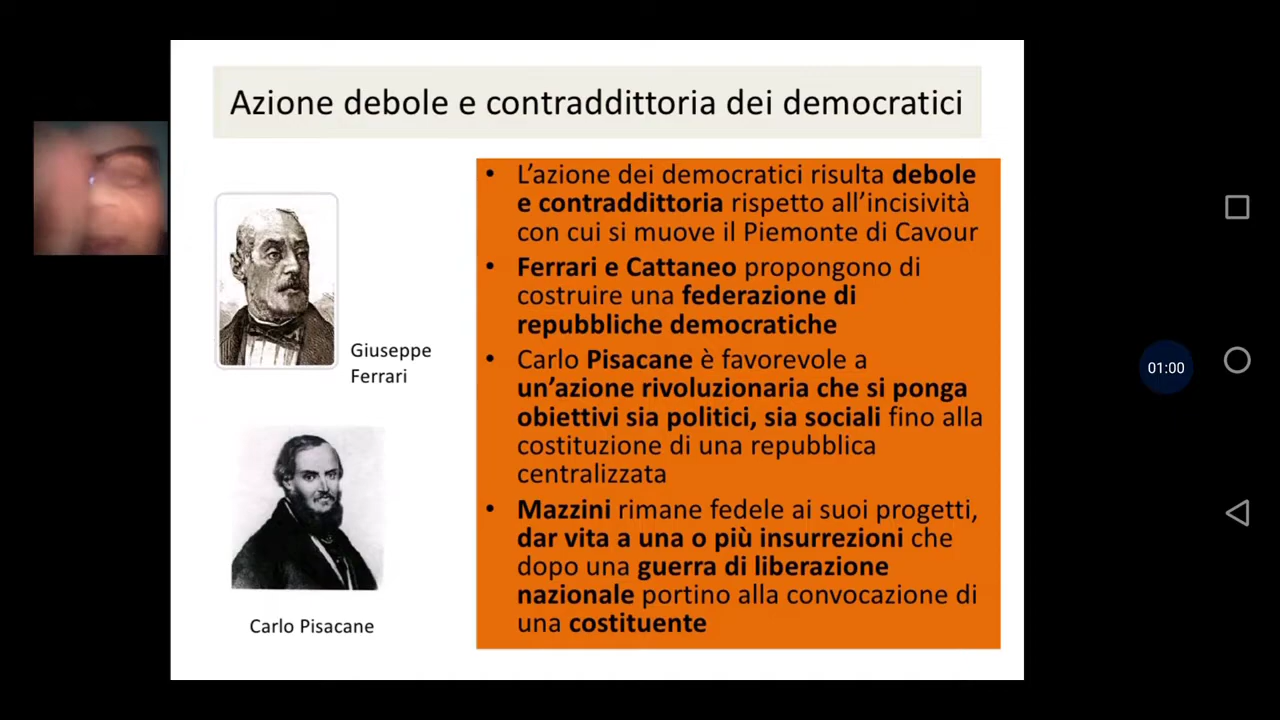 Azione debole e contraddittoria dei democratici
Giuseppe
Ferrari
Carlo Pisacane
• L’azione dei democratici risulta debole
e contraddittoria rispetto all’incisività
con cui si muove il Piemonte di Cavour
• Ferrari e Cattaneo propongono di
costruire una federazione di
repubbliche democratiche
• Carlo Pisacane è favorevole a
un’azione rivoluzionaria che si ponga
obiettivi sia politici, sia sociali fino alla
costituzione di una repubblica
centralizzata
• Mazzini rimane fedele ai suoi progetti,
dar vita a una o più insurrezioni che
dopo una guerra di liberazione
nazionale portino alla convocazione di
una costituente
01:00